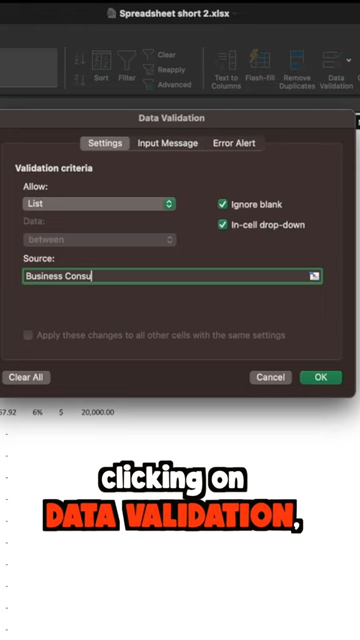 Spreadsheet short 2.xlsx
Clear
Reapply
Advanced
Sort
Filter
Text to
Columns
Flash-fill
Remove
Duplicates
Data
Validation
Data Validation
Settings
Input Message
Error Alert
Validation criteria
Allow:
List
Ignore blank
Data:
In-cell drop-down
between
Source:
Business Consu
Apply these changes to all other cells with the same settings
Clear All
Cancel
OK
57.92 6% $ 20,000.00
clicking on
DATA VALIDATION,